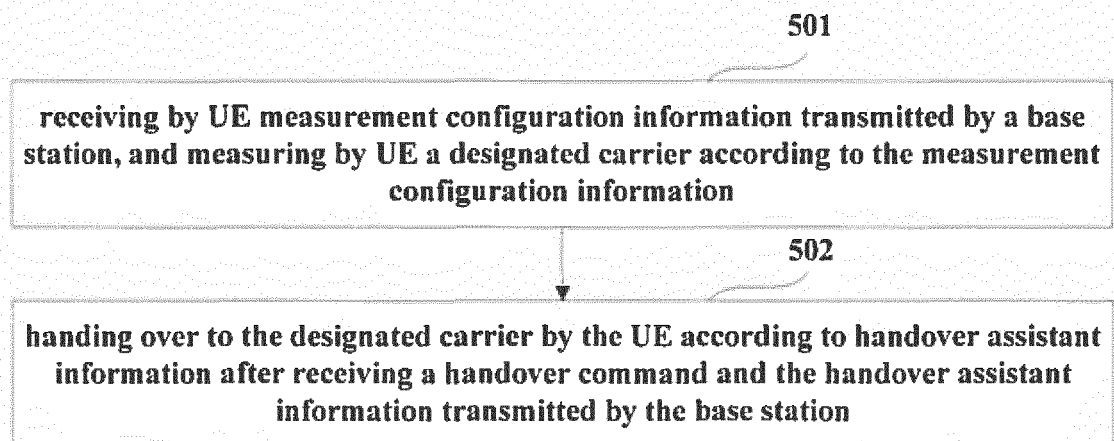 501
receiving by UE measurement configuration information transmitted by a base
station, and measuring by UE a designated carrier according to the measurement
configuration information
502
handing over to the designated carrier by the UE according to handover assistant
information after receiving a handover command and the handover assistant
information transmitted by the base station